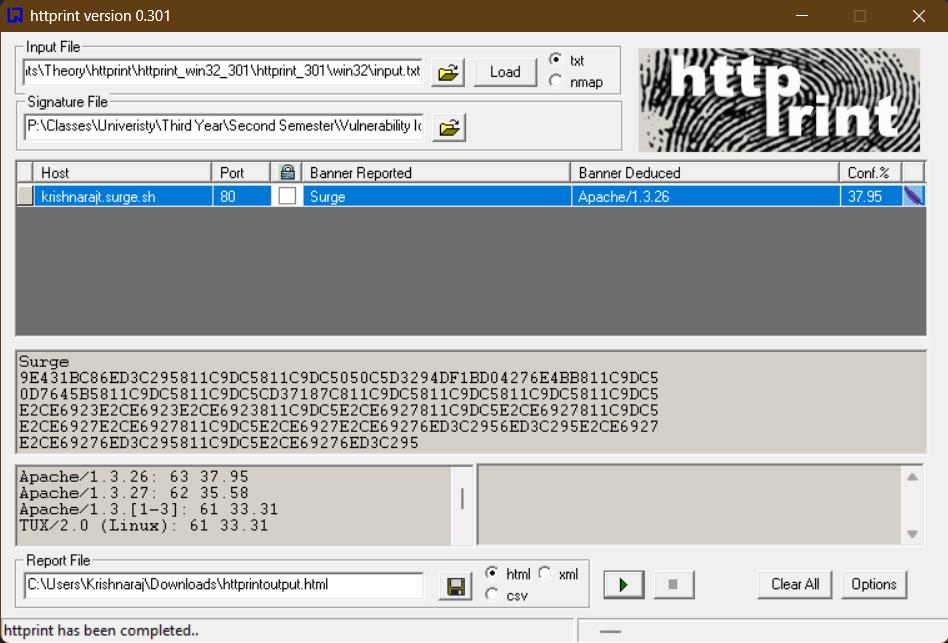 httprint version 0.301
Input File
ıts\Theory\httprint\httprint_win32_301\httprint_301\win32\input.txt
Load
txt
nmap
Signature File
P:\Classes\Univeristy\Third Year\Second Semester\Vulnerability Ic
http
print
Host Port Banner Reported Banner Deduced Conf.%
krishnarajt.surge.sh 80 Surge Apache/1.3.26 37.95
Surge
9E431BC86ED3C295811C9DC5811C9DC5050C5D3294DF1BD04276E4BB811C9DC5
0D7645B5811C9DC5811C9DC5CD37187C811C9DC5811C9DC5811C9DC5811C9DC5
E2CE6923E2CE6923E2CE6923811C9DC5E2CE6927811C9DC5E2CE6927811C9DC5
E2CE6927E2CE6927811C9DC5E2CE6927E2CE69276ED3C2956ED3C295E2CE6927
E2CE69276ED3C295811C9DC5E2CE69276ED3C295
Apache/1.3.26: 63 37.95
Apache/1.3.27: 62 35.58
Apache/1.3.[1-3]: 61 33.31
TUX/2.0 (Linux): 61 33.31
Report File
C:\Users\Krishnaraj\Downloads\httprintoutput.html
html xml
csv
Clear All
Options
httprint has been completed..